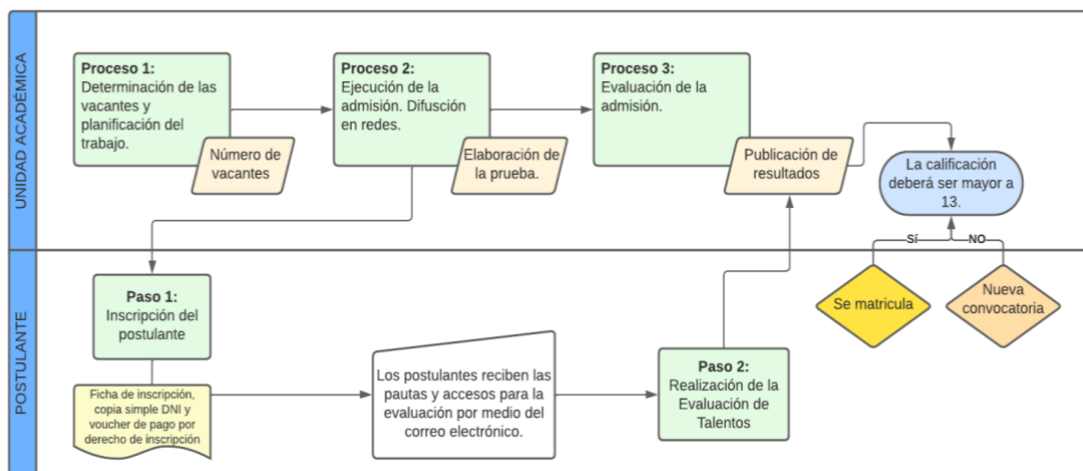 UNIDAD ACADÉMICA
Proceso 1:
Determinación de las
vacantes y
planificación del
trabajo.
Número de
vacantes
Proceso 2:
Ejecución de la
admisión. Difusción
en redes.
Elaboración de
la prueba.
Proceso 3:
Evaluación de la
admisión.
Publicación de
resultados
La calificación
deberá ser mayor a
13.
Sí
NO
POSTULANTE
Paso 1:
Inscripción del
postulante
Ficha de inscripción,
copia simple DNI y
voucher de pago por
derecho de inscripción
Los postulantes reciben las
pautas y accesos para la
evaluación por medio del
correo electrónico.
Paso 2:
Realización de la
Evaluación de
Talentos
Se matricula
Nueva
convocatoria